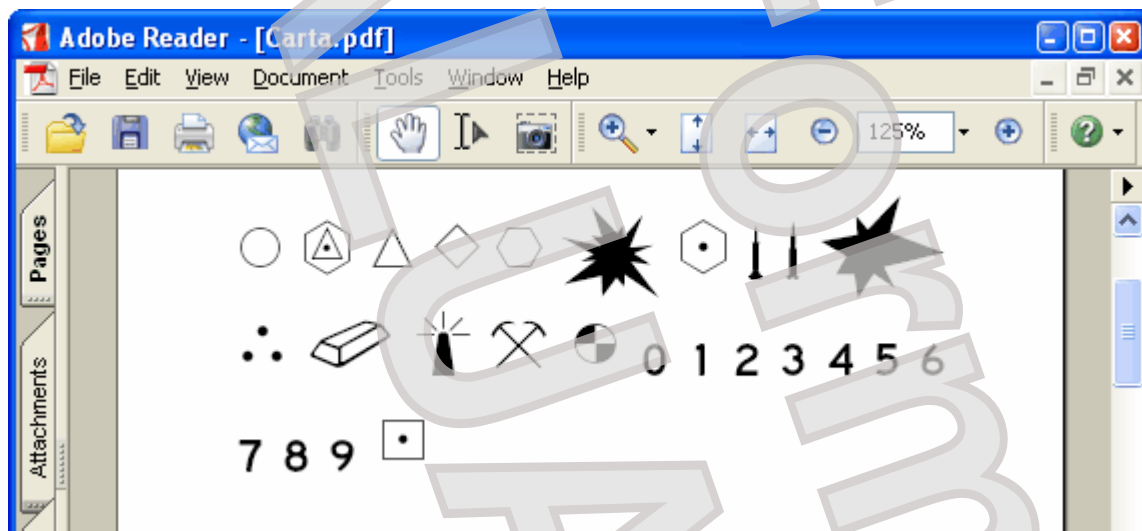 Adobe Reader - [Carta.pdf]
File Edit View Document Tools Window Help
125%
Pages
Attachments
0 1 2 3 4 5 6
7 8 9